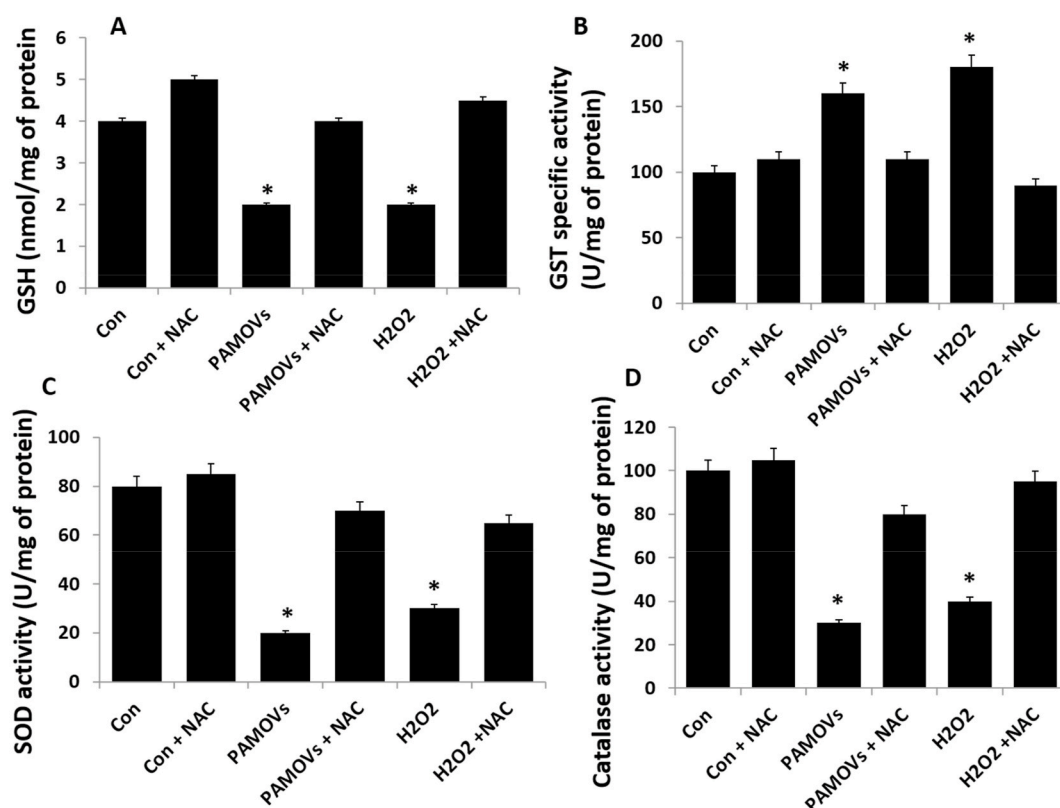 A
GSH (nmol/mg of protein
6
5
4
3
2
1
0
*
*
Con
Con + NAC
PAMOVs
PAMOVs + NAC
H2O2
H2O2 +NAC
B
GST specific activity
(U/mg of protein)
200
150
100
50
0
*
*
Con
Con + NAC
PAMOVs
PAMOVs + NAC
H2O2
H2O2 +NAC
C
SOD activity (U/mg of protein)
100
80
60
40
20
0
*
*
Con
Con + NAC
PAMOVs
PAMOVs + NAC
H2O2
H2O2 +NAC
D
Catalase activity (U/mg of protein)
120
100
80
60
40
20
0
*
*
Con
Con + NAC
PAMOVs
PAMOVs + NAC
H2O2
H2O2 +NAC